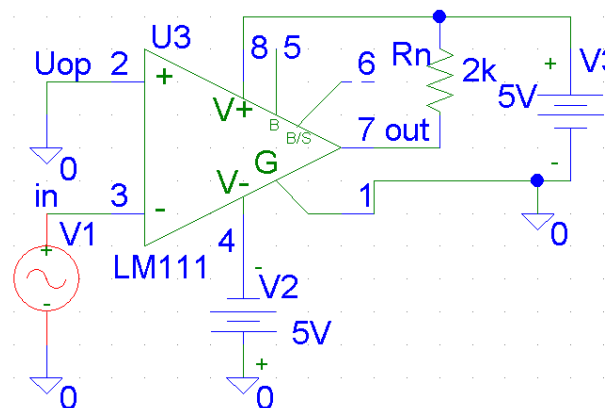 U3
8 5
Uop 2
+
V+
B
B/S
6
Rn
2k
+
V3
5V
-
0
7 out
G
in
3
-
V-
1
V1
+
-
4
LM111
0
-
V2
5V
+
0
0